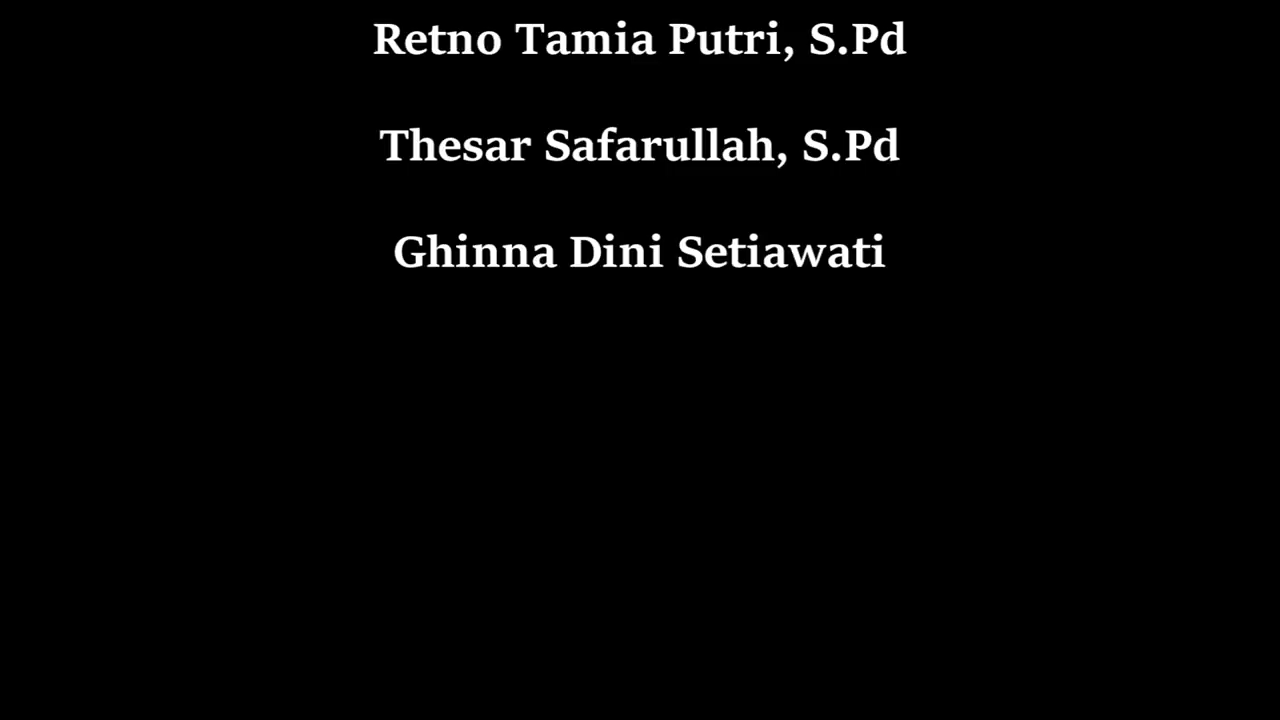 Retno Tamia Putri, S.Pd
Thesar Safarullah, S.Pd
Ghinna Dini Setiawati